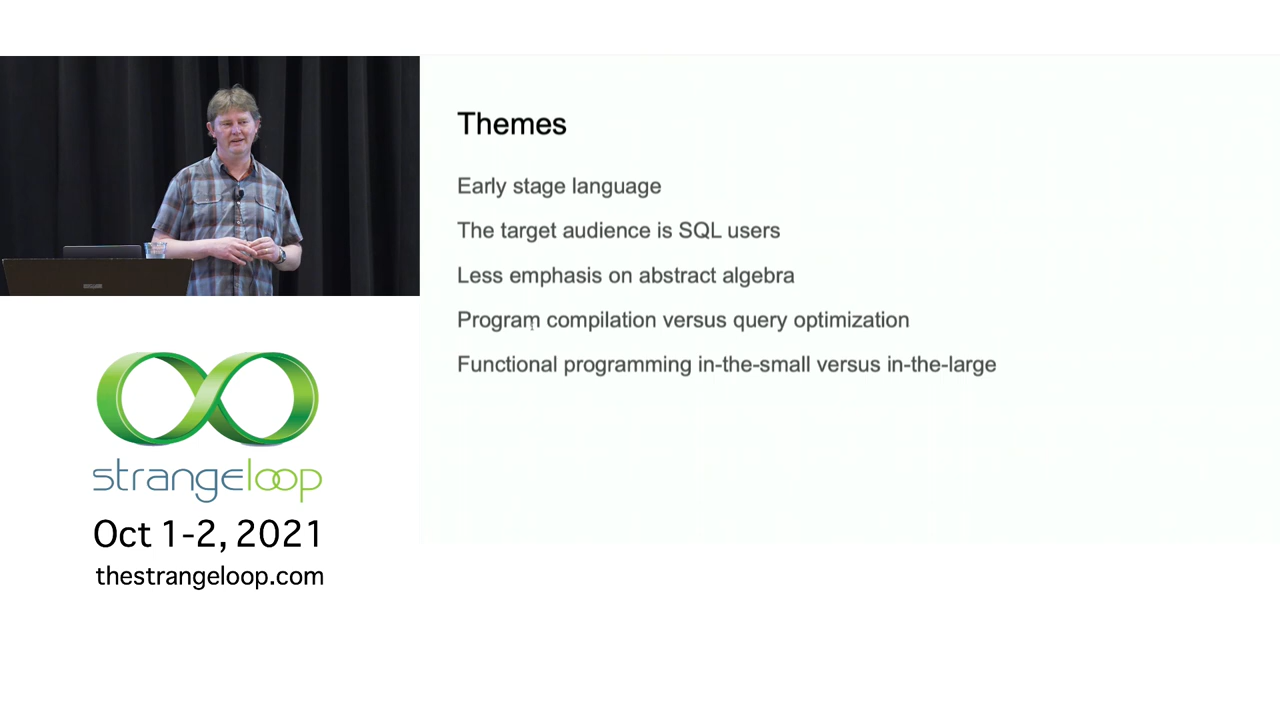 Themes
Early stage language
The target audience is SQL users
Less emphasis on abstract algebra
Program compilation versus query optimization
Functional programming in-the-small versus in-the-large
strangeloop
Oct 1-2, 2021
thestrangeloop.com